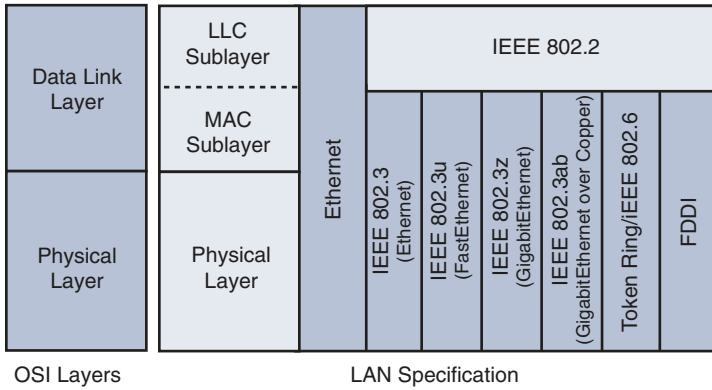 Data Link
Layer
Physical
Layer
OSI Layers
LLC
Sublayer
MAC
Sublayer
Physical
Layer
Ethernet
IEEE 802.2
IEEE 802.3
(Ethernet)
IEEE 802.3u
(FastEthernet)
IEEE 802.3z
(GigabitEthernet)
IEEE 802.3ab
(GigabitEthernet over Copper)
Token Ring/iEEE 802.6
FDDI
LAN Specification